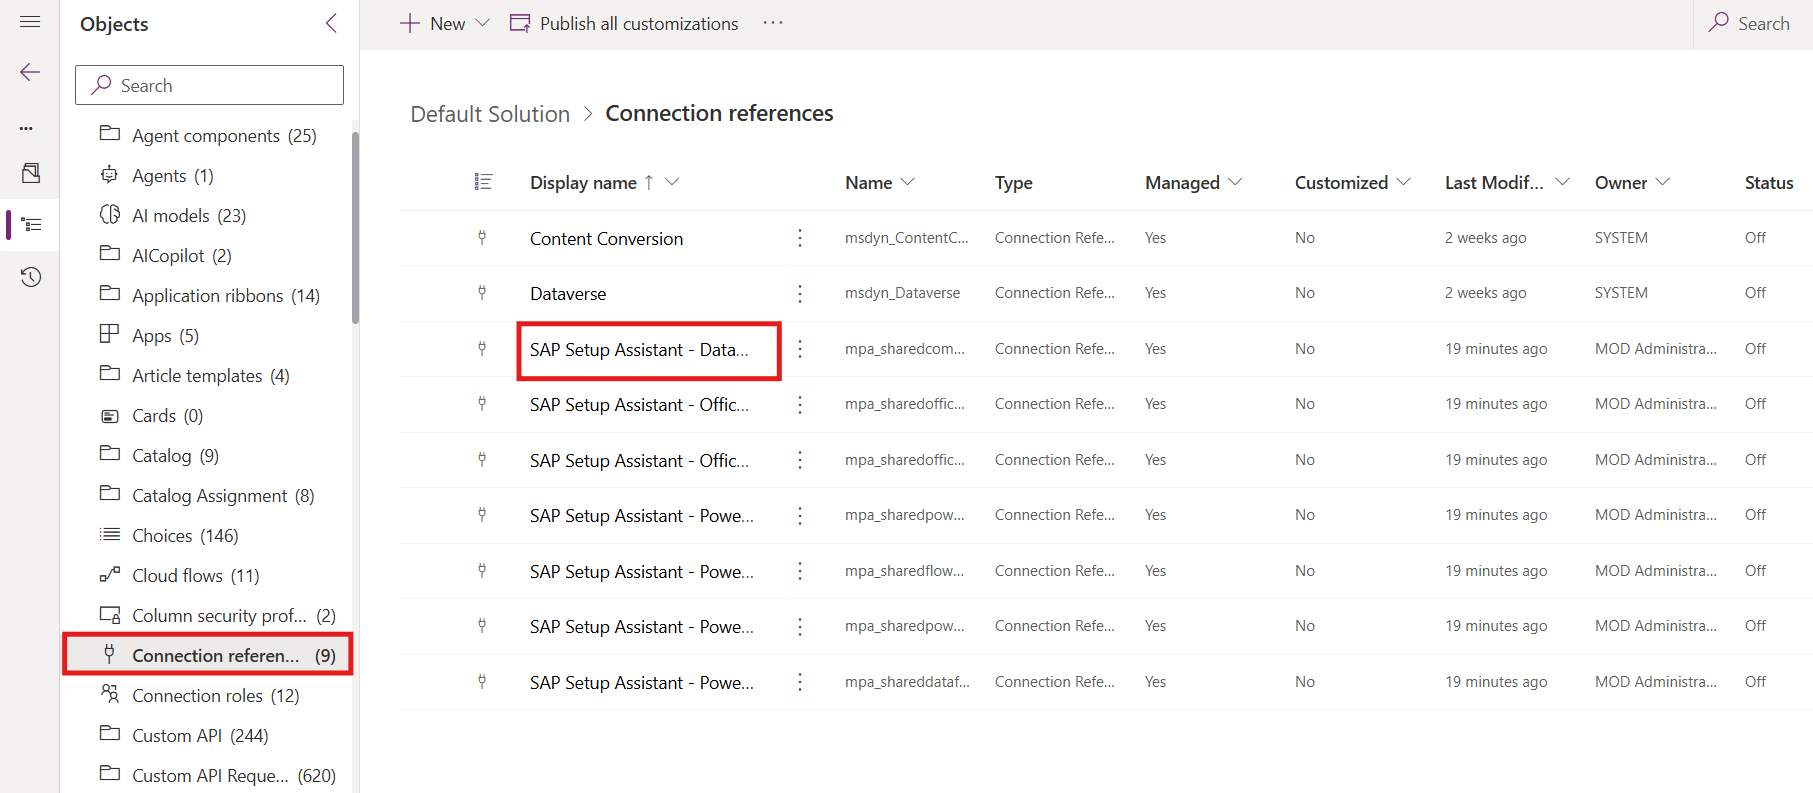 Objects
Search
Agent components (25)
Agents (1)
AI models (23)
AICopilot (2)
Application ribbons (14)
Apps (5)
Article templates (4)
Cards (0)
Catalog (9)
Catalog Assignment (8)
Choices (146)
Cloud flows (11)
Column security prof... (2)
Connection referen... (9)
Connection roles (12)
Custom API (244)
Custom API Reque... (620)
New Publish all customizations ... Search
Default Solution > Connection references
Display name ↑ Name Type Managed Customized Last Modif... Owner Status
Content Conversion msdyn_ContentC... Connection Refe... Yes No 2 weeks ago SYSTEM Off
Dataverse msdyn_Dataverse Connection Refe... Yes No 2 weeks ago SYSTEM Off
SAP Setup Assistant - Data... mpa_sharedcom... Connection Refe... Yes No 19 minutes ago MOD Administra... Off
SAP Setup Assistant - Offic... mpa_sharedoffic... Connection Refe... Yes No 19 minutes ago MOD Administra... Off
SAP Setup Assistant - Offic... mpa_sharedoffic... Connection Refe... Yes No 19 minutes ago MOD Administra... Off
SAP Setup Assistant - Powe... mpa_sharedpow... Connection Refe... Yes No 19 minutes ago MOD Administra... Off
SAP Setup Assistant - Powe... mpa_sharedflow... Connection Refe... Yes No 19 minutes ago MOD Administra... Off
SAP Setup Assistant - Powe... mpa_sharedpow... Connection Refe... Yes No 19 minutes ago MOD Administra... Off
SAP Setup Assistant - Powe... mpa_shareddataf... Connection Refe... Yes No 19 minutes ago MOD Administra... Off